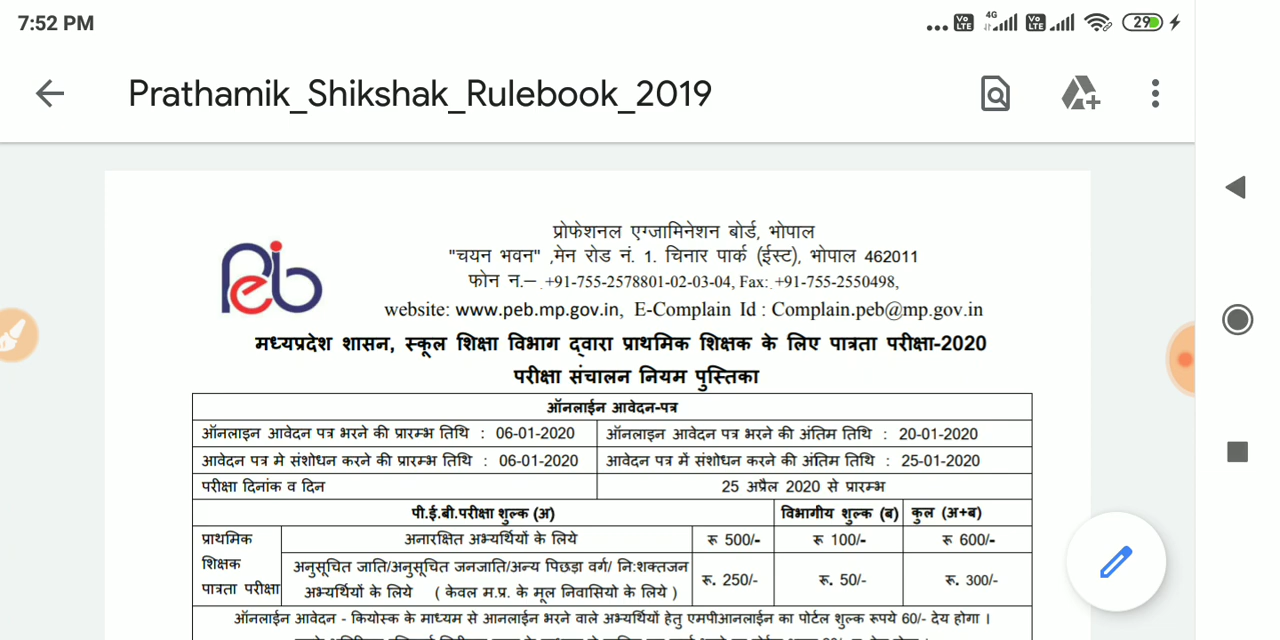 7:52 PM
4G
29
Prathamik_Shikshak_Rulebook_2019
Peb
प्रोफेशनल एग्जामिनेशन बोर्ड, भोपाल
"चयन भवन" ,मेन रोड नं. 1. चिनार पार्क (ईस्ट), भोपाल 462011
फोन न.– +91-755-2578801-02-03-04, Fax: +91-755-2550498,
website: www.peb.mp.gov.in, E-Complain Id : Complain.peb@mp.gov.in
मध्यप्रदेश शासन, स्कूल शिक्षा विभाग द्वारा प्राथमिक शिक्षक के लिए पात्रता परीक्षा-2020
परीक्षा संचालन नियम पुस्तिका
ऑनलाईन आवेदन-पत्र
ऑनलाइन आवेदन पत्र भरने की प्रारम्भ तिथि : 06-01-2020 ऑनलाइन आवेदन पत्र भरने की अंतिम तिथि : 20-01-2020
आवेदन पत्र मे संशोधन करने की प्रारम्भ तिथि : 06-01-2020 आवेदन पत्र में संशोधन करने की अंतिम तिथि : 25-01-2020
परीक्षा दिनांक व दिन 25 अप्रैल 2020 से प्रारम्भ
पी.ई.बी.परीक्षा शुल्क (अ) विभागीय शुल्क (ब) कुल (अ+ब)
प्राथमिक अनारक्षित अभ्यर्थियों के लिये रू 500/- रू 100/- रू 600/-
शिक्षक अनुसूचित जाति/अनुसूचित जनजाति/अन्य पिछडा वर्ग/ नि:शक्तजन रू. 250/- रू. 50/- रू. 300/-
पात्रता परीक्षा अभ्यर्थियों के लिये ( केवल म.प्र. के मूल निवासियो के लिए )
ऑनलाईन आवेदन - कियोस्क के माध्यम से आनलाईन भरने वाले अभ्यर्थियों हेतु एमपीआनलाईन का पोर्टल शुल्क रूपये 60/- देय होगा ।